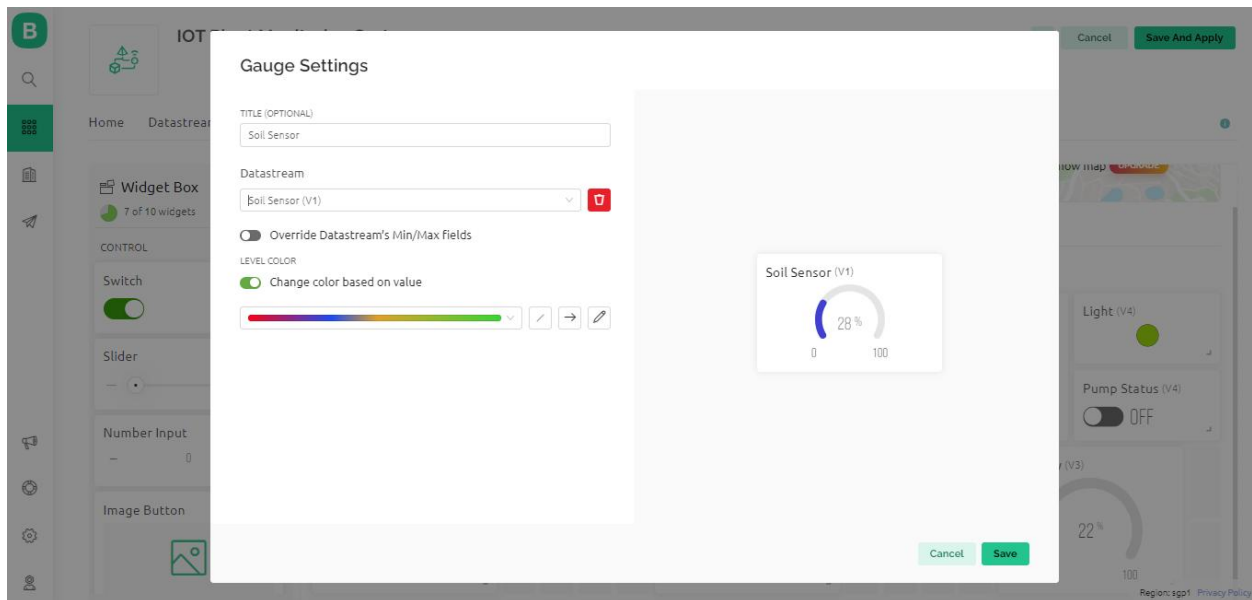 B
IOT
Cancel
Save And Apply
Gauge Settings
Home
Datastrear
TITLE (OPTIONAL)
Soil Sensor
Datastream
Soil Sensor (V1)
Override Datastream's Min/Max fields
LEVEL COLOR
Change color based on value
Widget Box
7 of 10 widgets
CONTROL
Switch
Slider
Number Input
0
Image Button
Soil Sensor (V1)
28 %
0 100
map
UPGRADE
Light (V4)
Pump Status (V4)
OFF
(V3)
22 %
100
Cancel
Save
Region: sgp1 Privacy Policy